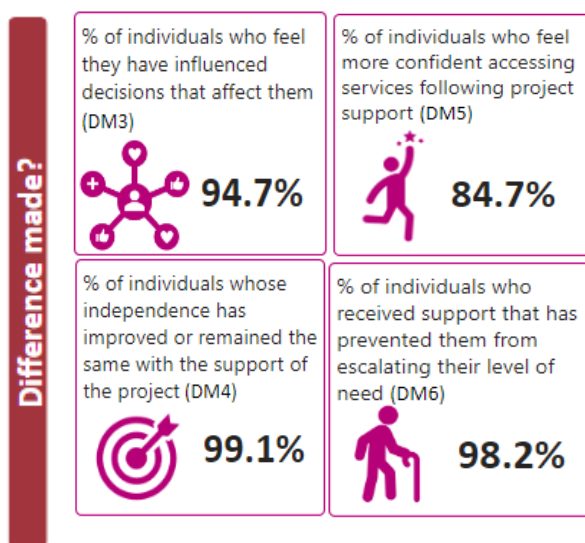 Difference made?
% of individuals who feel
they have influenced
decisions that affect them
(DM3)
94.7%
% of individuals who feel
more confident accessing
services following project
support (DM5)
84.7%
% of individuals whose
independence has
improved or remained the
same with the support of
the project (DM4)
99.1%
% of individuals who
received support that has
prevented them from
escalating their level of
need (DM6)
98.2%